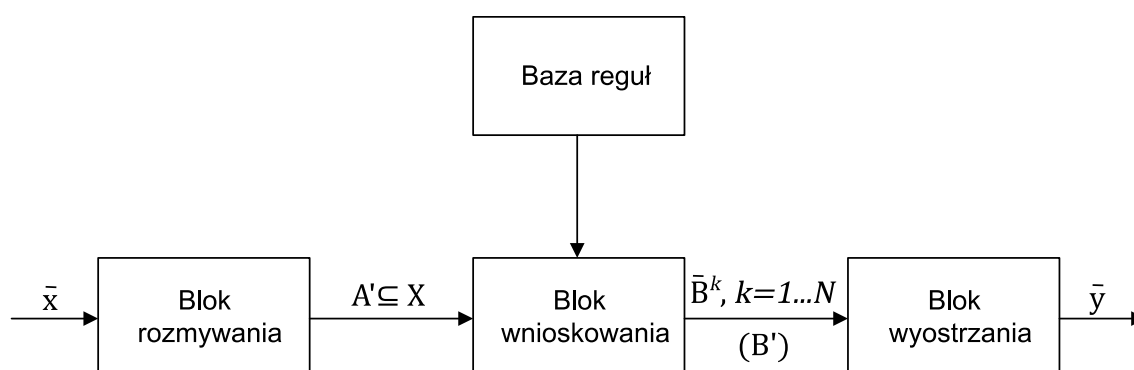 Baza reguł
x̄
Blok
rozmywania
A'⊆ X
Blok
wnioskowania
B̄ᵏ, k=1...N
(B')
Blok
wyostrzania
ȳ